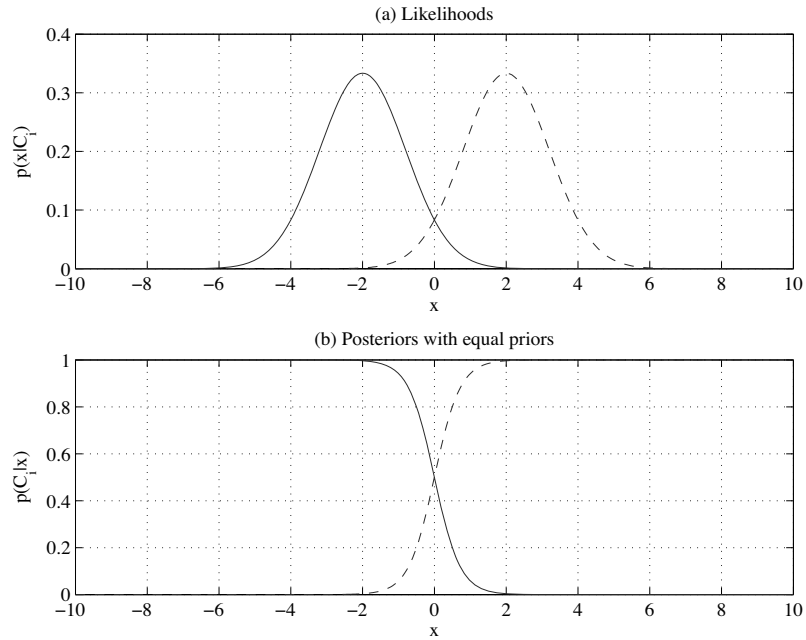 (a) Likelihoods
0.4
0.3
0.2
0.1
0
p(x|C_i)
−10 −8 −6 −4 −2 0 2 4 6 8 10
x
(b) Posteriors with equal priors
1
0.8
0.6
0.4
0.2
0
p(C_i|x)
−10 −8 −6 −4 −2 0 2 4 6 8 10
x